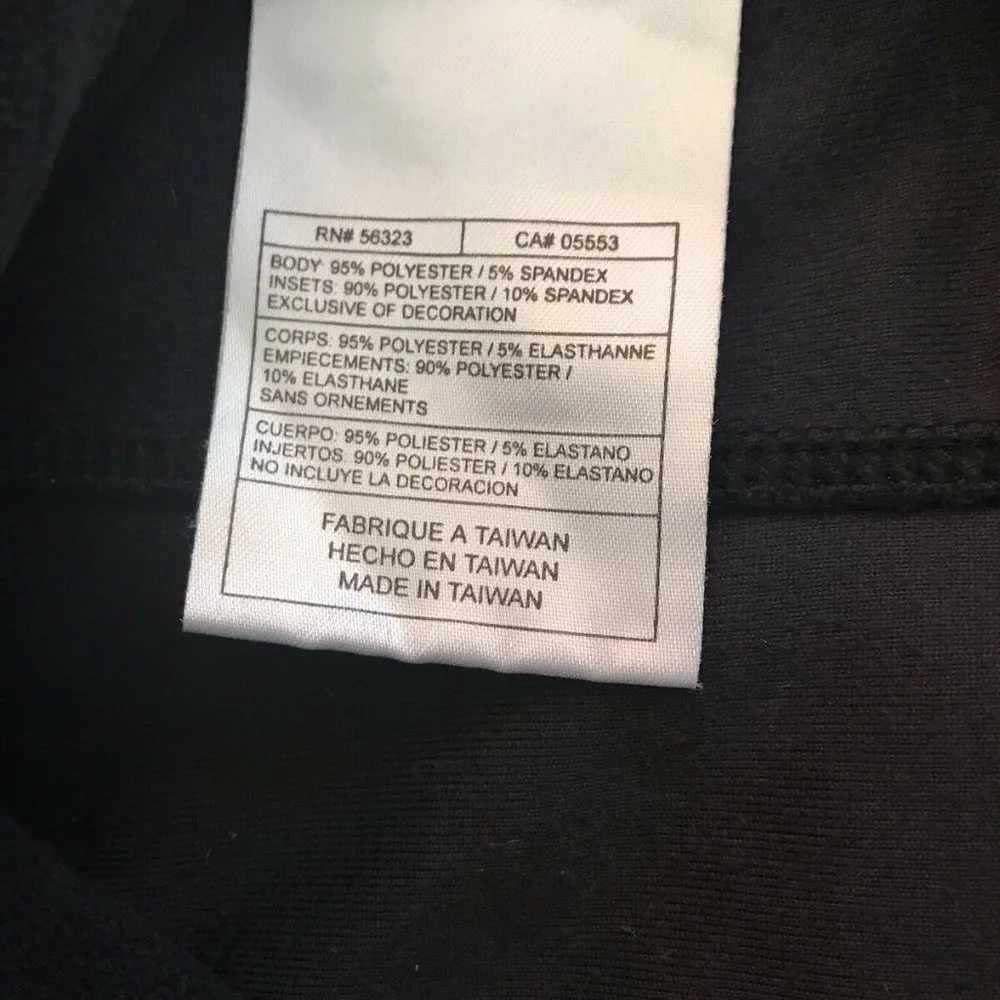 RN# 56323 CA# 05553
BODY: 95% POLYESTER / 5% SPANDEX
INSETS: 90% POLYESTER / 10% SPANDEX
EXCLUSIVE OF DECORATION
CORPS: 95% POLYESTER / 5% ELASTHANNE
EMPIECEMENTS: 90% POLYESTER /
10% ELASTHANE
SANS ORNEMENTS
CUERPO: 95% POLIESTER / 5% ELASTANO
INJERTOS: 90% POLIESTER / 10% ELASTANO
NO INCLUYE LA DECORACION
FABRIQUE A TAIWAN
HECHO EN TAIWAN
MADE IN TAIWAN